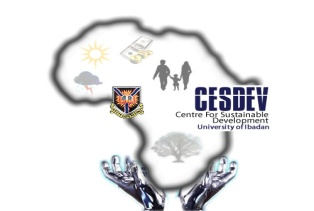 CESDEV
Centre For Sustainable
Development
University of Ibadan